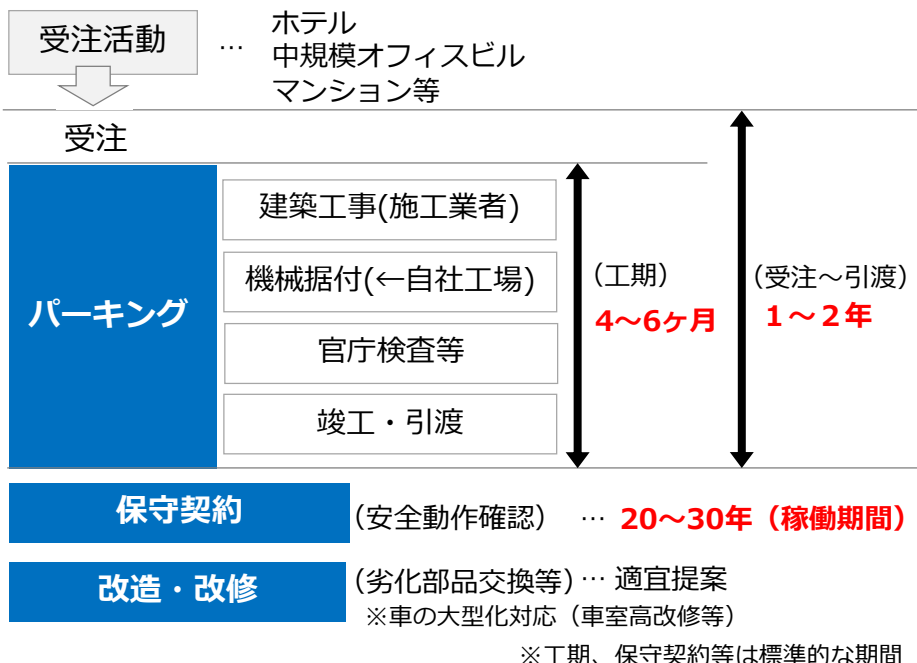 受注活動
… ホテル
中規模オフィスビル
マンション等
受注
パーキング
建築工事(施工業者)
機械据付(←自社工場)
官庁検査等
竣工・引渡
（工期）
4～6ヶ月
（受注～引渡）
１～２年
保守契約
（安全動作確認） … 20～30年（稼働期間）
改造・改修
（劣化部品交換等）… 適宜提案
※車の大型化対応（車室高改修等）
※工期、保守契約等は標準的な期間